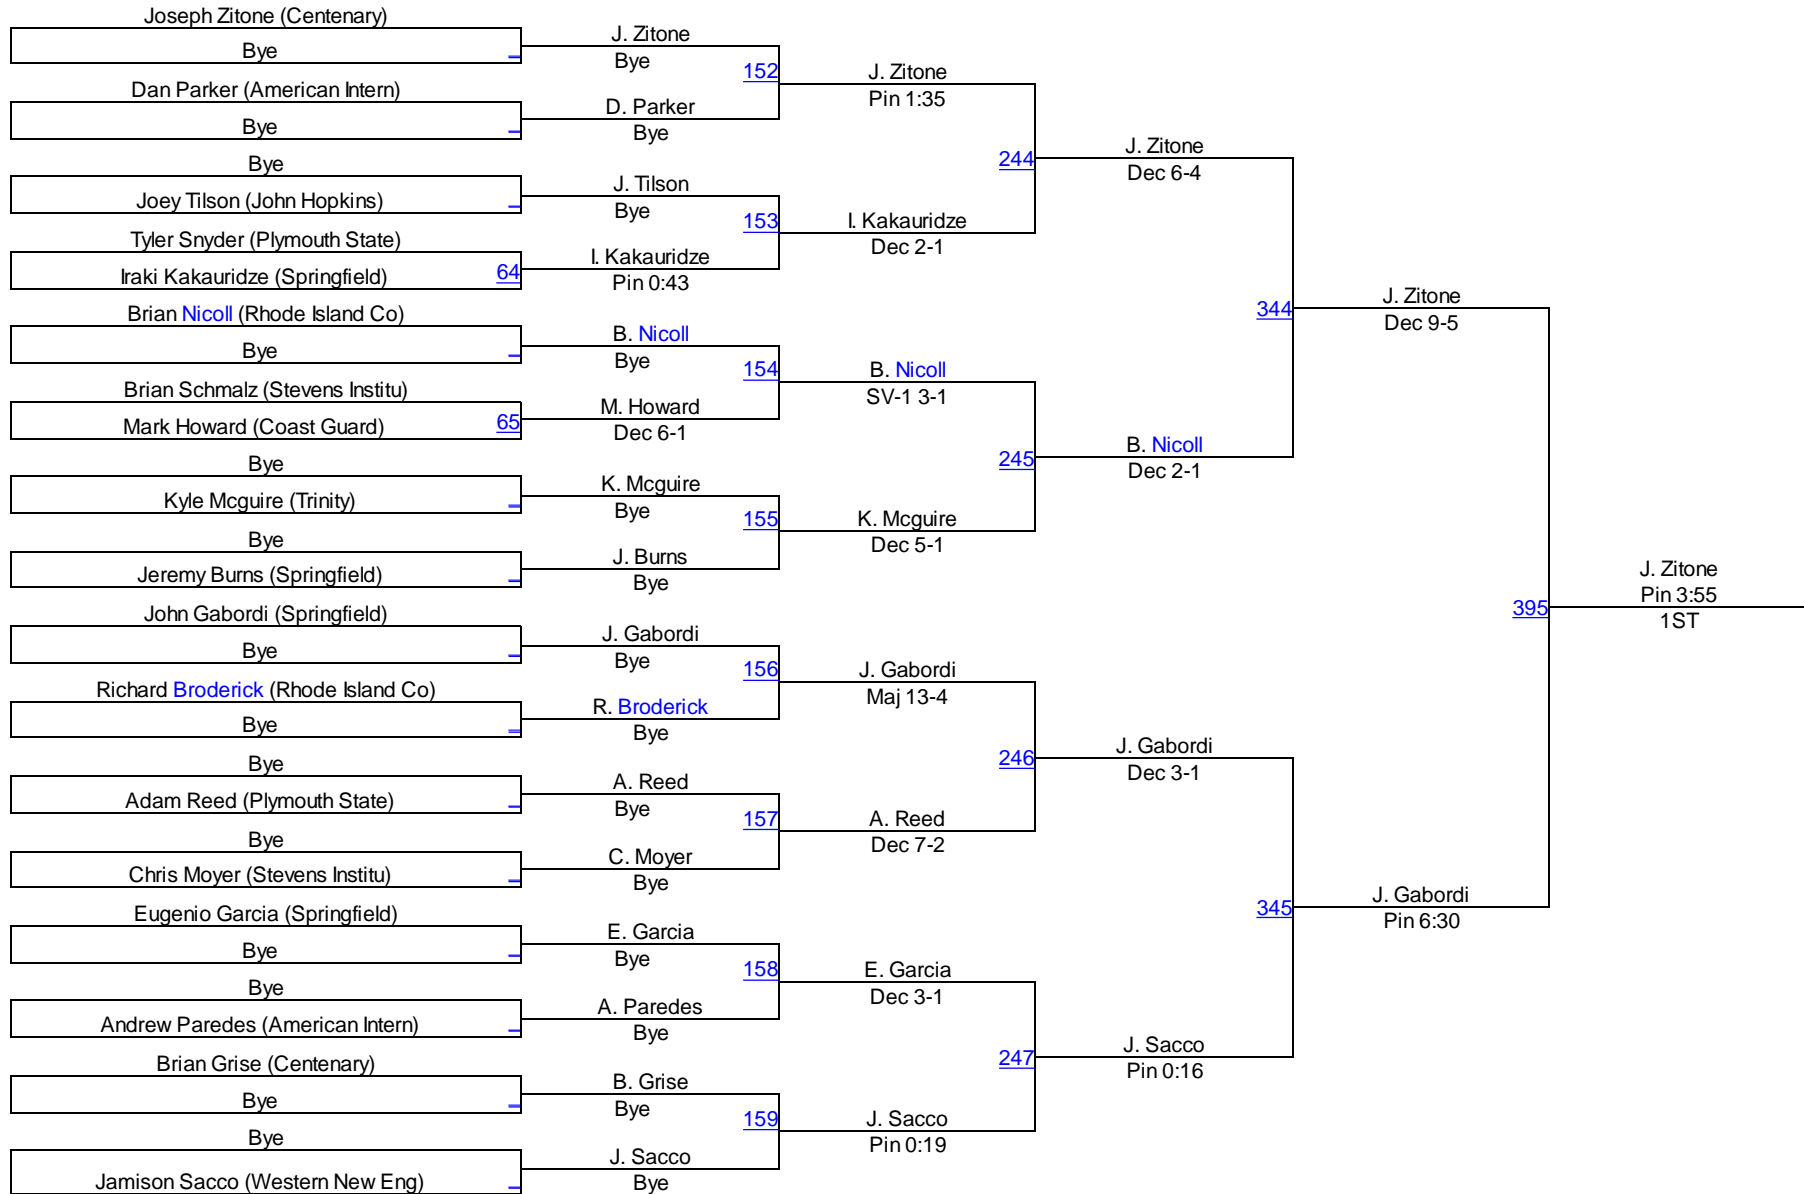 Joseph Zitone (Centenary)
Bye
Dan Parker (American Intern)
Bye
Bye
Joey Tilson (John Hopkins)
Tyler Snyder (Plymouth State)
Iraki Kakauridze (Springfield) 64
Brian Nicoll (Rhode Island Co)
Bye
Brian Schmalz (Stevens Institu)
Mark Howard (Coast Guard) 65
Bye
Kyle Mcguire (Trinity)
Bye
Jeremy Burns (Springfield)
John Gabordi (Springfield)
Bye
Richard Broderick (Rhode Island Co)
Bye
Bye
Adam Reed (Plymouth State)
Bye
Chris Moyer (Stevens Institu)
Eugenio Garcia (Springfield)
Bye
Bye
Andrew Paredes (American Intern)
Brian Grise (Centenary)
Bye
Bye
Jamison Sacco (Western New Eng)
J. Zitone
Bye
152
D. Parker
Bye
J. Tilson
Bye
153
I. Kakauridze
Pin 0:43
B. Nicoll
Bye
154
M. Howard
Dec 6-1
K. Mcguire
Bye
155
J. Burns
Bye
J. Gabordi
Bye
156
R. Broderick
Bye
A. Reed
Bye
157
C. Moyer
Bye
E. Garcia
Bye
158
A. Paredes
Bye
B. Grise
Bye
159
J. Sacco
Bye
J. Zitone
Pin 1:35
244
I. Kakauridze
Dec 2-1
B. Nicoll
SV-1 3-1
245
K. Mcguire
Dec 5-1
J. Gabordi
Maj 13-4
246
A. Reed
Dec 7-2
E. Garcia
Dec 3-1
247
J. Sacco
Pin 0:19
J. Zitone
Dec 6-4
344
B. Nicoll
Dec 2-1
J. Gabordi
Dec 3-1
345
J. Sacco
Pin 0:16
J. Zitone
Dec 9-5
395
J. Gabordi
Pin 6:30
J. Zitone
Pin 3:55
1ST